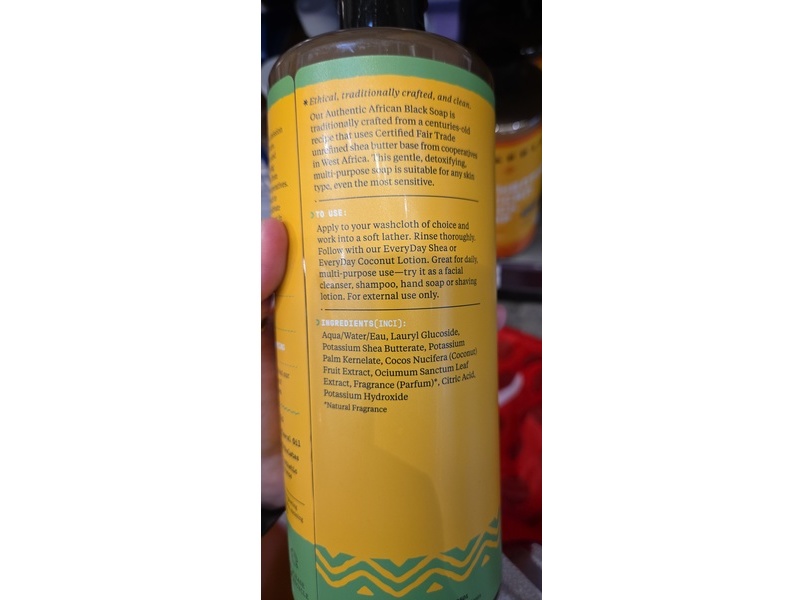 * Ethical, traditionally crafted, and clean.
Our Authentic African Black Soap is
traditionally crafted from a centuries-old
recipe that uses Certified Fair Trade
unrefined shea butter base from cooperatives
in West Africa. This gentle, detoxifying,
multi-purpose soap is suitable for any skin
type, even the most sensitive.
TO USE:
Apply to your washcloth of choice and
work into a soft lather. Rinse thoroughly.
Follow with our EveryDay Shea or
EveryDay Coconut Lotion. Great for daily,
multi-purpose use—try it as a facial
cleanser, shampoo, hand soap or shaving
lotion. For external use only.
INGREDIENTS(INCI):
Aqua/Water/Eau, Lauryl Glucoside,
Potassium Shea Butterate, Potassium
Palm Kernelate, Cocos Nucifera (Coconut)
Fruit Extract, Ociumum Sanctum Leaf
Extract, Fragrance (Parfum)*, Citric Acid,
Potassium Hydroxide
*Natural Fragrance